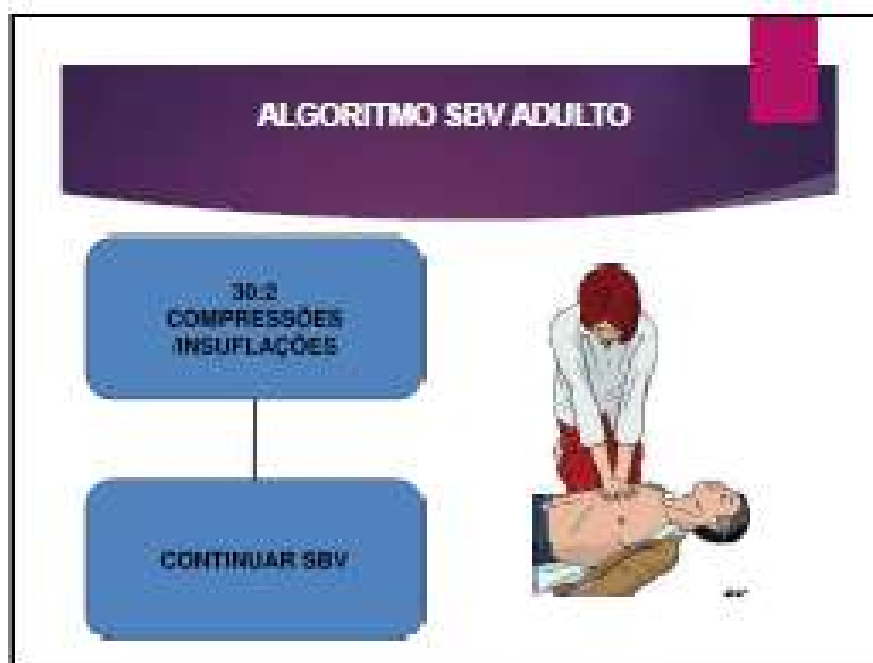 ALGORITMO SBV ADULTO
30:2
COMPRESSÕES
INSUFLAÇÕES
CONTINUAR SBV